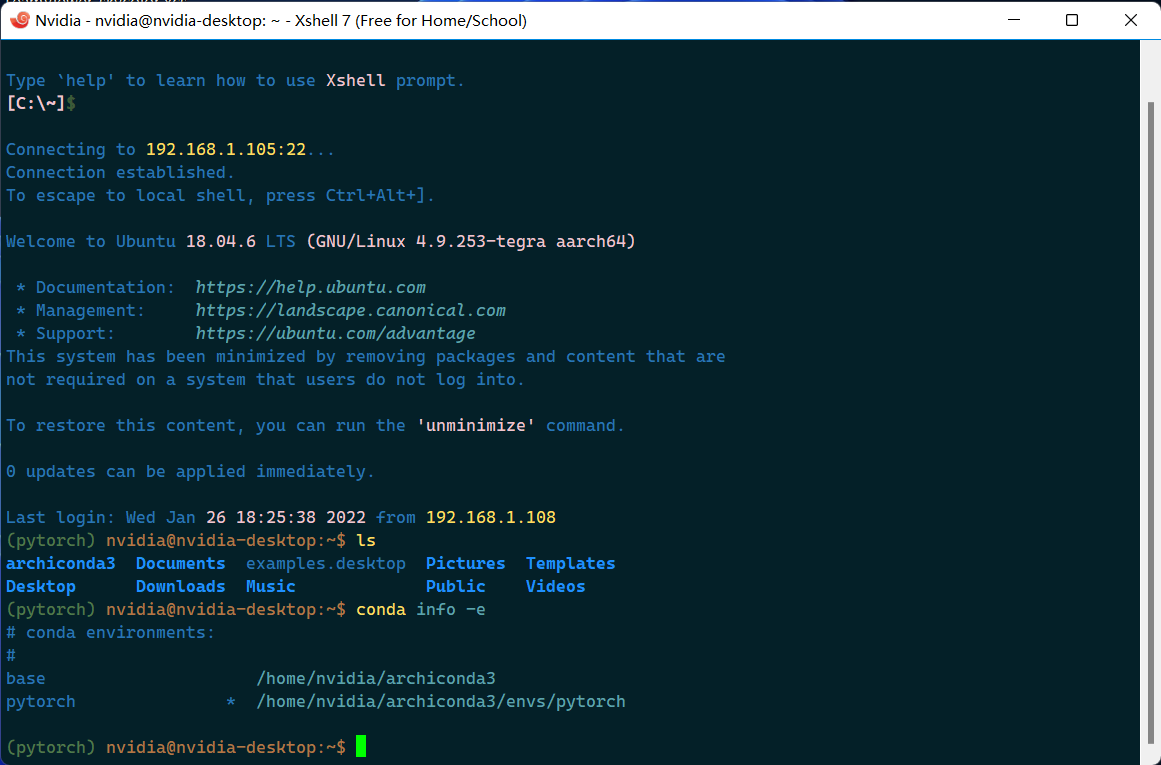 Nvidia - nvidia@nvidia-desktop: ~ - Xshell 7 (Free for Home/School)
Type `help' to learn how to use Xshell prompt.
[C:\~]$
Connecting to 192.168.1.105:22...
Connection established.
To escape to local shell, press Ctrl+Alt+].
Welcome to Ubuntu 18.04.6 LTS (GNU/Linux 4.9.253-tegra aarch64)
* Documentation:  https://help.ubuntu.com
* Management:     https://landscape.canonical.com
* Support:        https://ubuntu.com/advantage
This system has been minimized by removing packages and content that are
not required on a system that users do not log into.
To restore this content, you can run the 'unminimize' command.
0 updates can be applied immediately.
Last login: Wed Jan 26 18:25:38 2022 from 192.168.1.108
(pytorch) nvidia@nvidia-desktop:~$ ls
archiconda3  Documents  examples.desktop  Pictures  Templates
Desktop      Downloads  Music             Public    Videos
(pytorch) nvidia@nvidia-desktop:~$ conda info -e
# conda environments:
#
base                     /home/nvidia/archiconda3
pytorch               *  /home/nvidia/archiconda3/envs/pytorch
(pytorch) nvidia@nvidia-desktop:~$